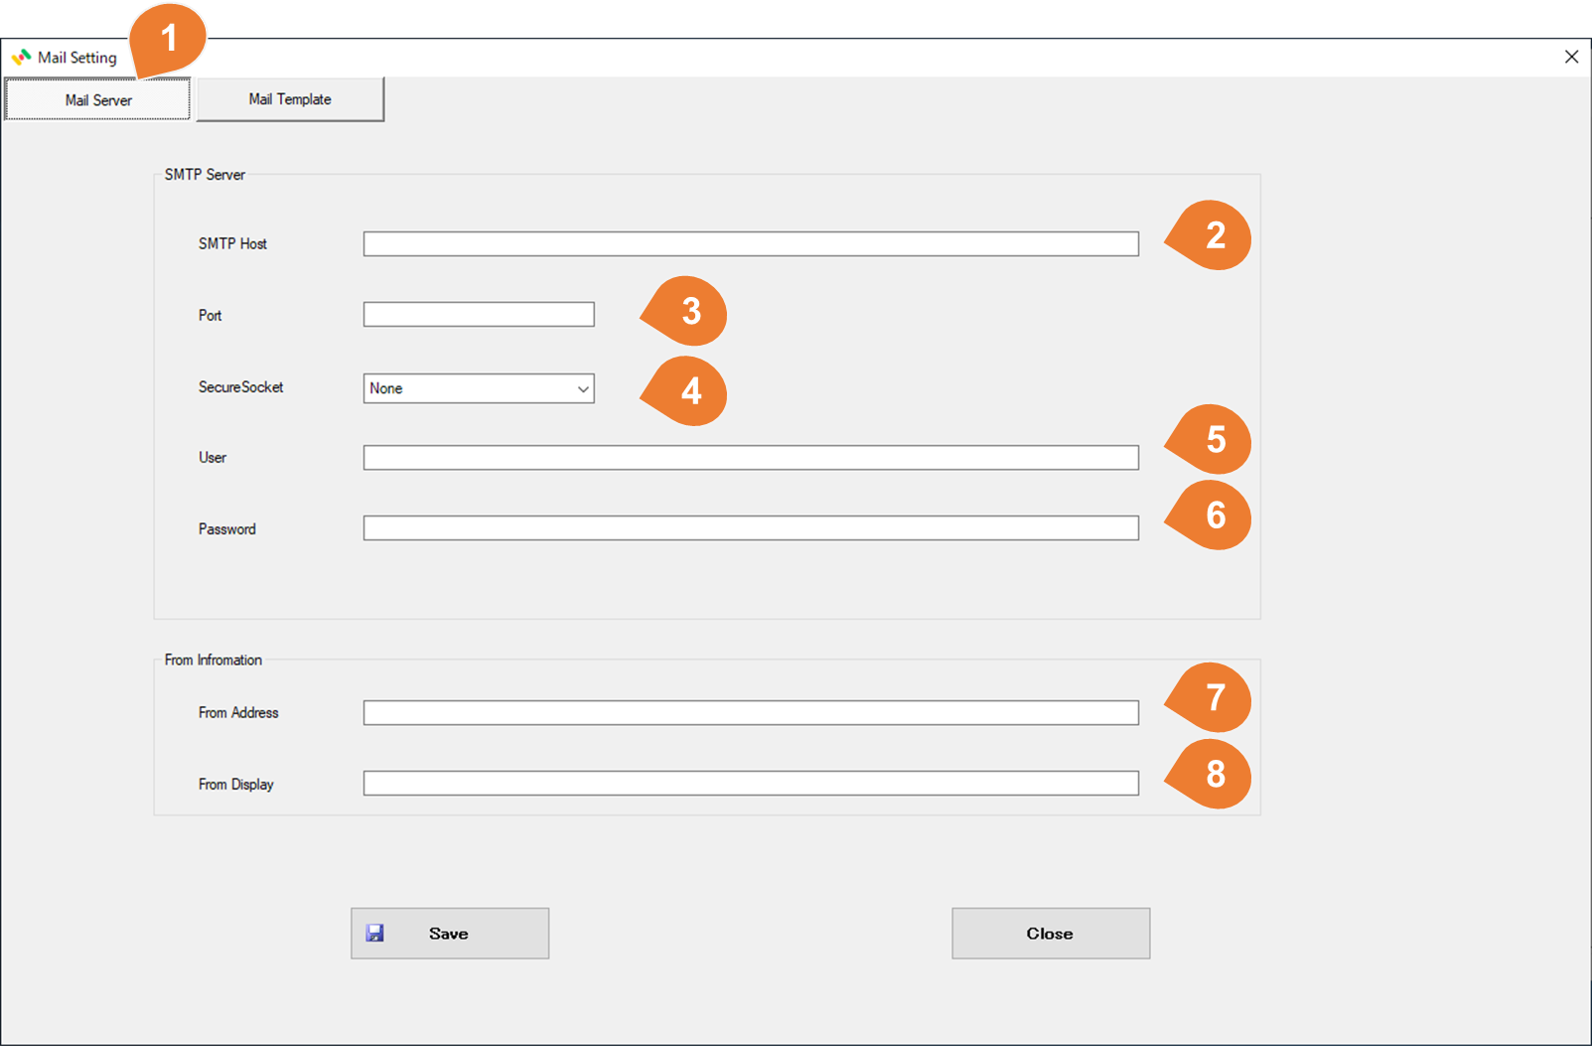 1
Mail Setting
Mail Server
Mail Template
SMTP Server
SMTP Host
2
Port
3
SecureSocket
None
4
User
5
Password
6
From Infromation
From Address
7
From Display
8
Save
Close